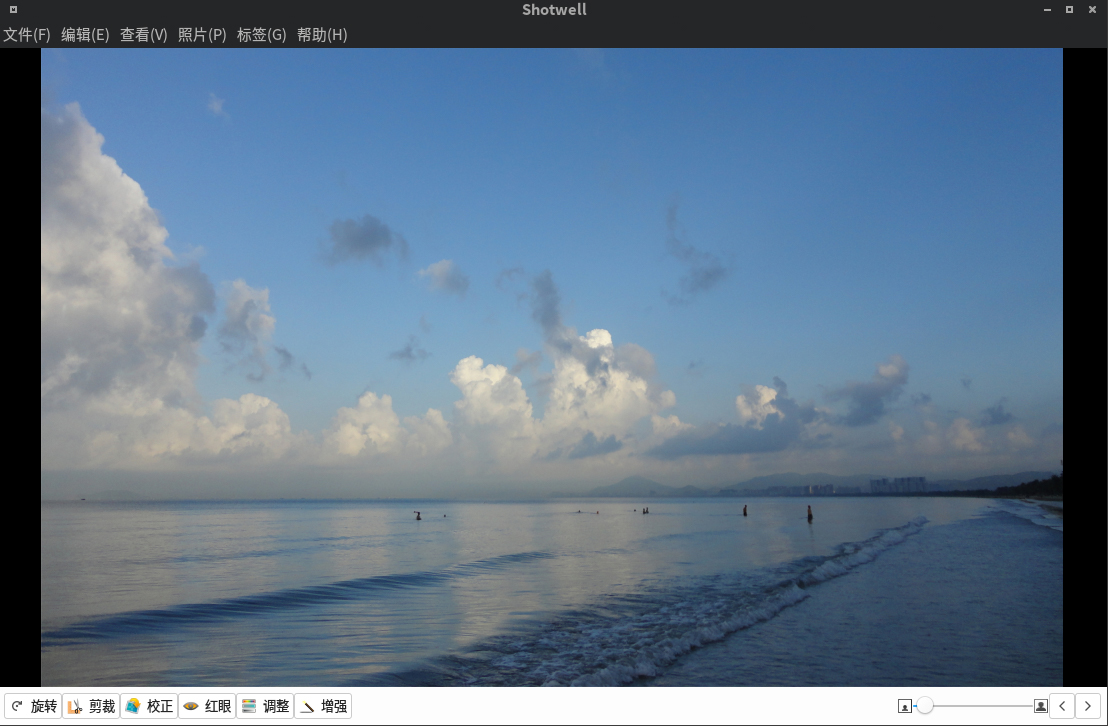 Shotwell
文件(F) 编辑(E) 查看(V) 照片(P) 标签(G) 帮助(H)
旋转 剪裁 校正 红眼 调整 增强